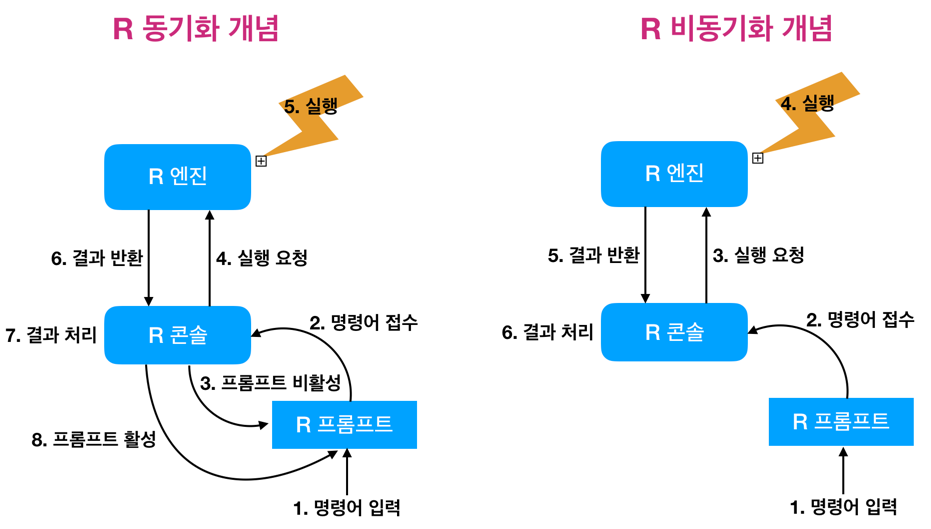 R 동기화 개념
5. 실행
R 엔진
6. 결과 반환
4. 실행 요청
7. 결과 처리
R 콘솔
2. 명령어 접수
3. 프롬프트 비활성
8. 프롬프트 활성
R 프롬프트
1. 명령어 입력
R 비동기화 개념
4. 실행
R 엔진
5. 결과 반환
3. 실행 요청
6. 결과 처리
R 콘솔
2. 명령어 접수
R 프롬프트
1. 명령어 입력